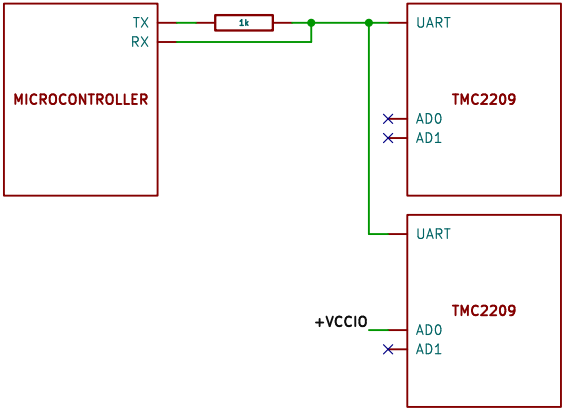 TX
1k
UART
RX
MICROCONTROLLER
TMC2209
AD0
AD1
UART
TMC2209
+VCCIO
AD0
AD1